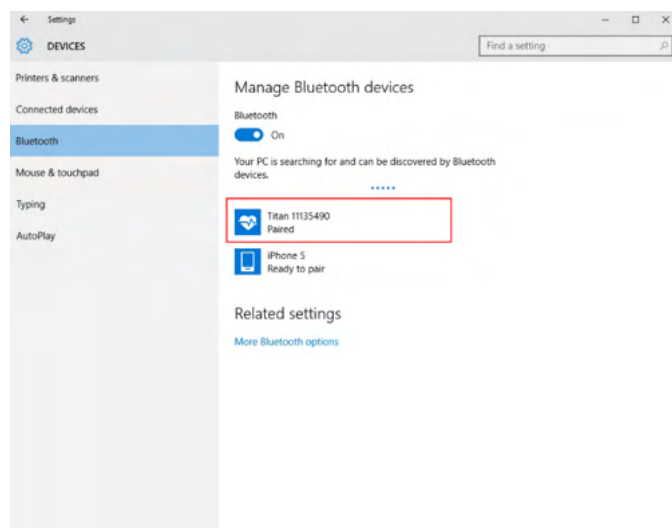 Settings
DEVICES
Find a setting
Printers & scanners
Connected devices
Bluetooth
Mouse & touchpad
Typing
AutoPlay
Manage Bluetooth devices
Bluetooth
On
Your PC is searching for and can be discovered by Bluetooth
devices.
Titan 11135490
Paired
iPhone 5
Ready to pair
Related settings
More Bluetooth options